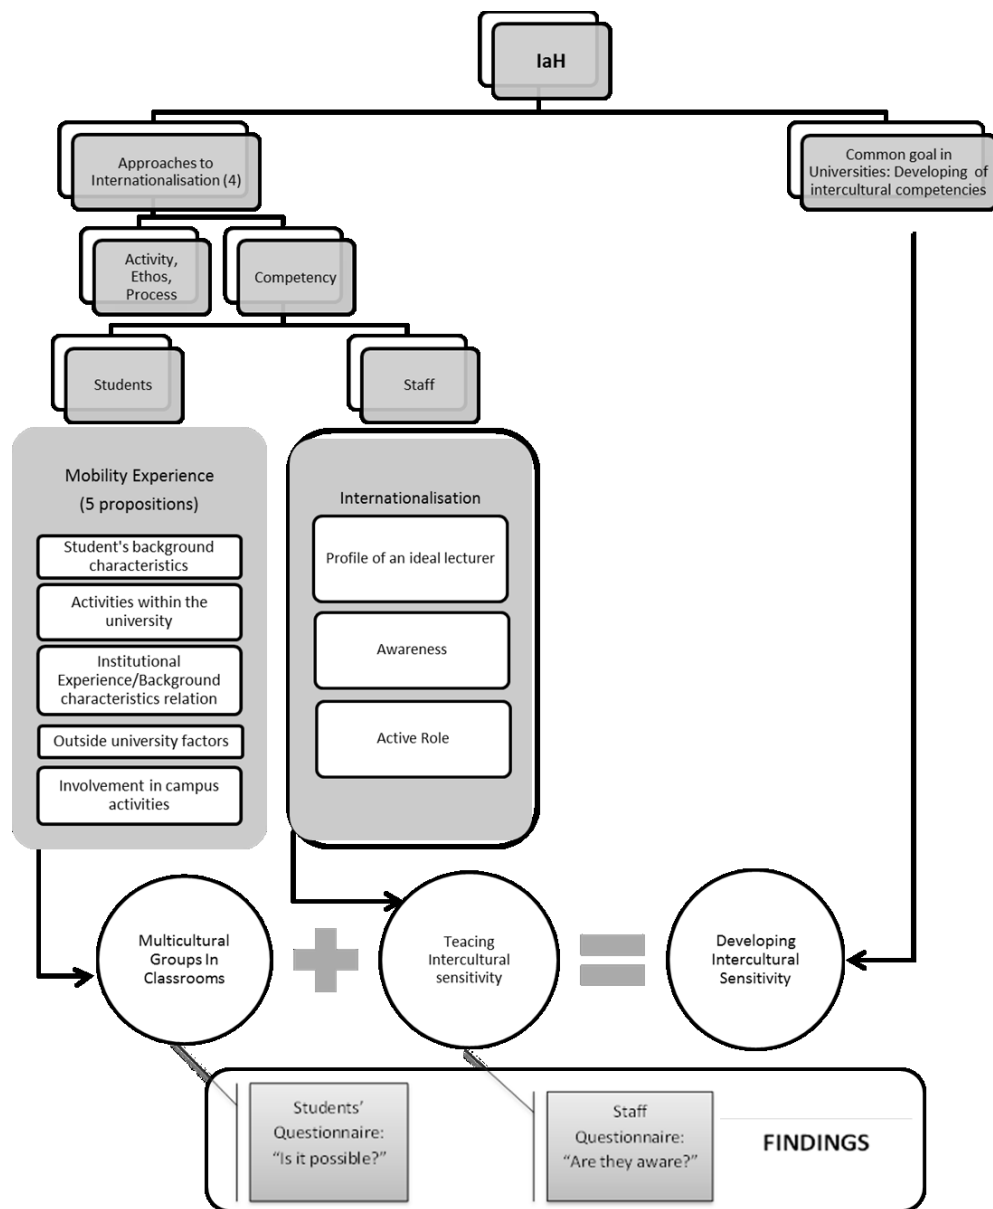 IaH
Approaches to
Internationalisation (4)
Common goal in
Universities: Developing of
intercultural competencies
Activity,
Ethos,
Process
Competency
Students
Staff
Mobility Experience
(5 propositions)
Student's background
characteristics
Activities within the
university
Institutional
Experience/Background
characteristics relation
Outside university factors
Involvement in campus
activities
Internationalisation
Profile of an ideal lecturer
Awareness
Active Role
Multicultural
Groups In
Classrooms
Teacing
Intercultural
sensitivity
Developing
Intercultural
Sensitivity
Students’
Questionnaire:
“Is it possible?”
Staff
Questionnaire:
“Are they aware?”
FINDINGS